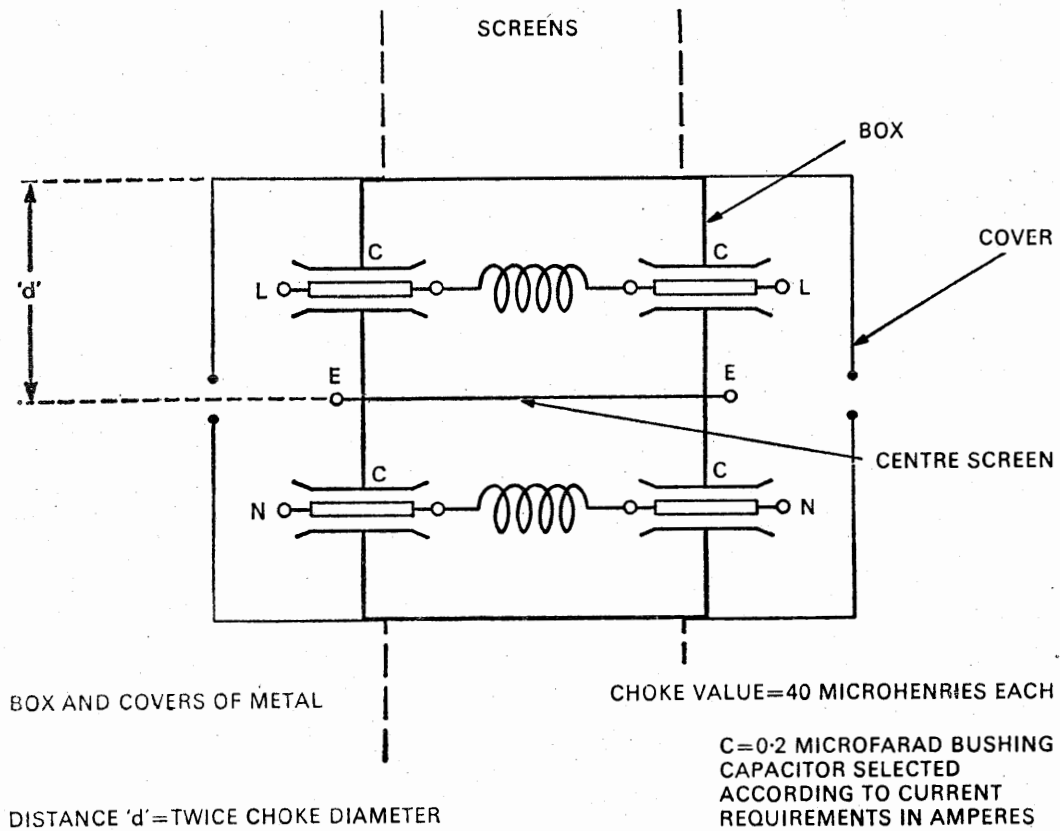 SCREENS
BOX
COVER
'd'
C
C
L
L
E
E
CENTRE SCREEN
C
C
N
N
BOX AND COVERS OF METAL
CHOKE VALUE=40 MICROHENRIES EACH
C=0·2 MICROFARAD BUSHING
CAPACITOR SELECTED
ACCORDING TO CURRENT
REQUIREMENTS IN AMPERES
DISTANCE 'd'=TWICE CHOKE DIAMETER